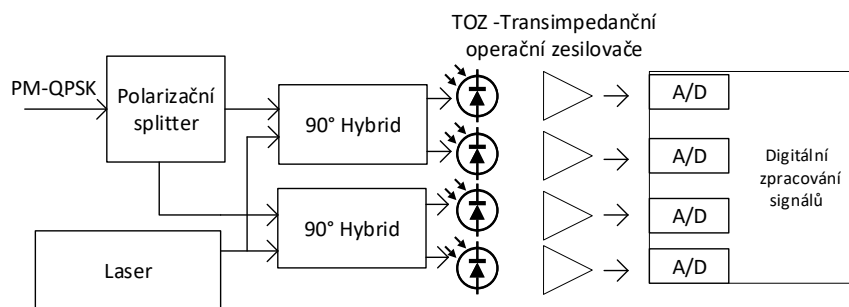 TOZ -Transimpedanční
operační zesilovače
PM-QPSK
Polarizační
splitter
90° Hybrid
90° Hybrid
Laser
A/D
A/D
A/D
A/D
Digitální
zpracování
signálů